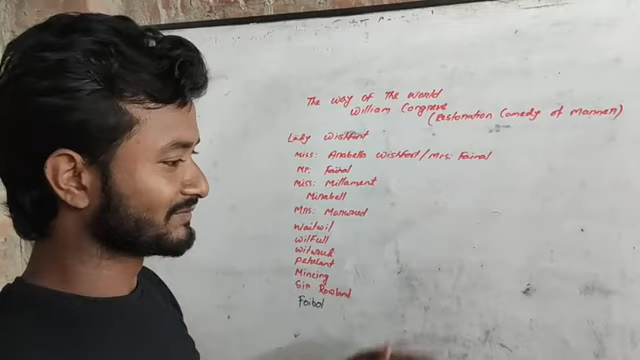 The way of The world
William Congreve
(Restoration Comedy of Manners)
Lady Wishfort
Miss: Arabella Wishfort/Mrs: Fainal
Mr. Fainal
Miss: Millament
Mirabell
Mrs: Marwood
Waitwil
Wilfull
Witwoud
Petulant
Mincing
Sir Rowland
Foibol